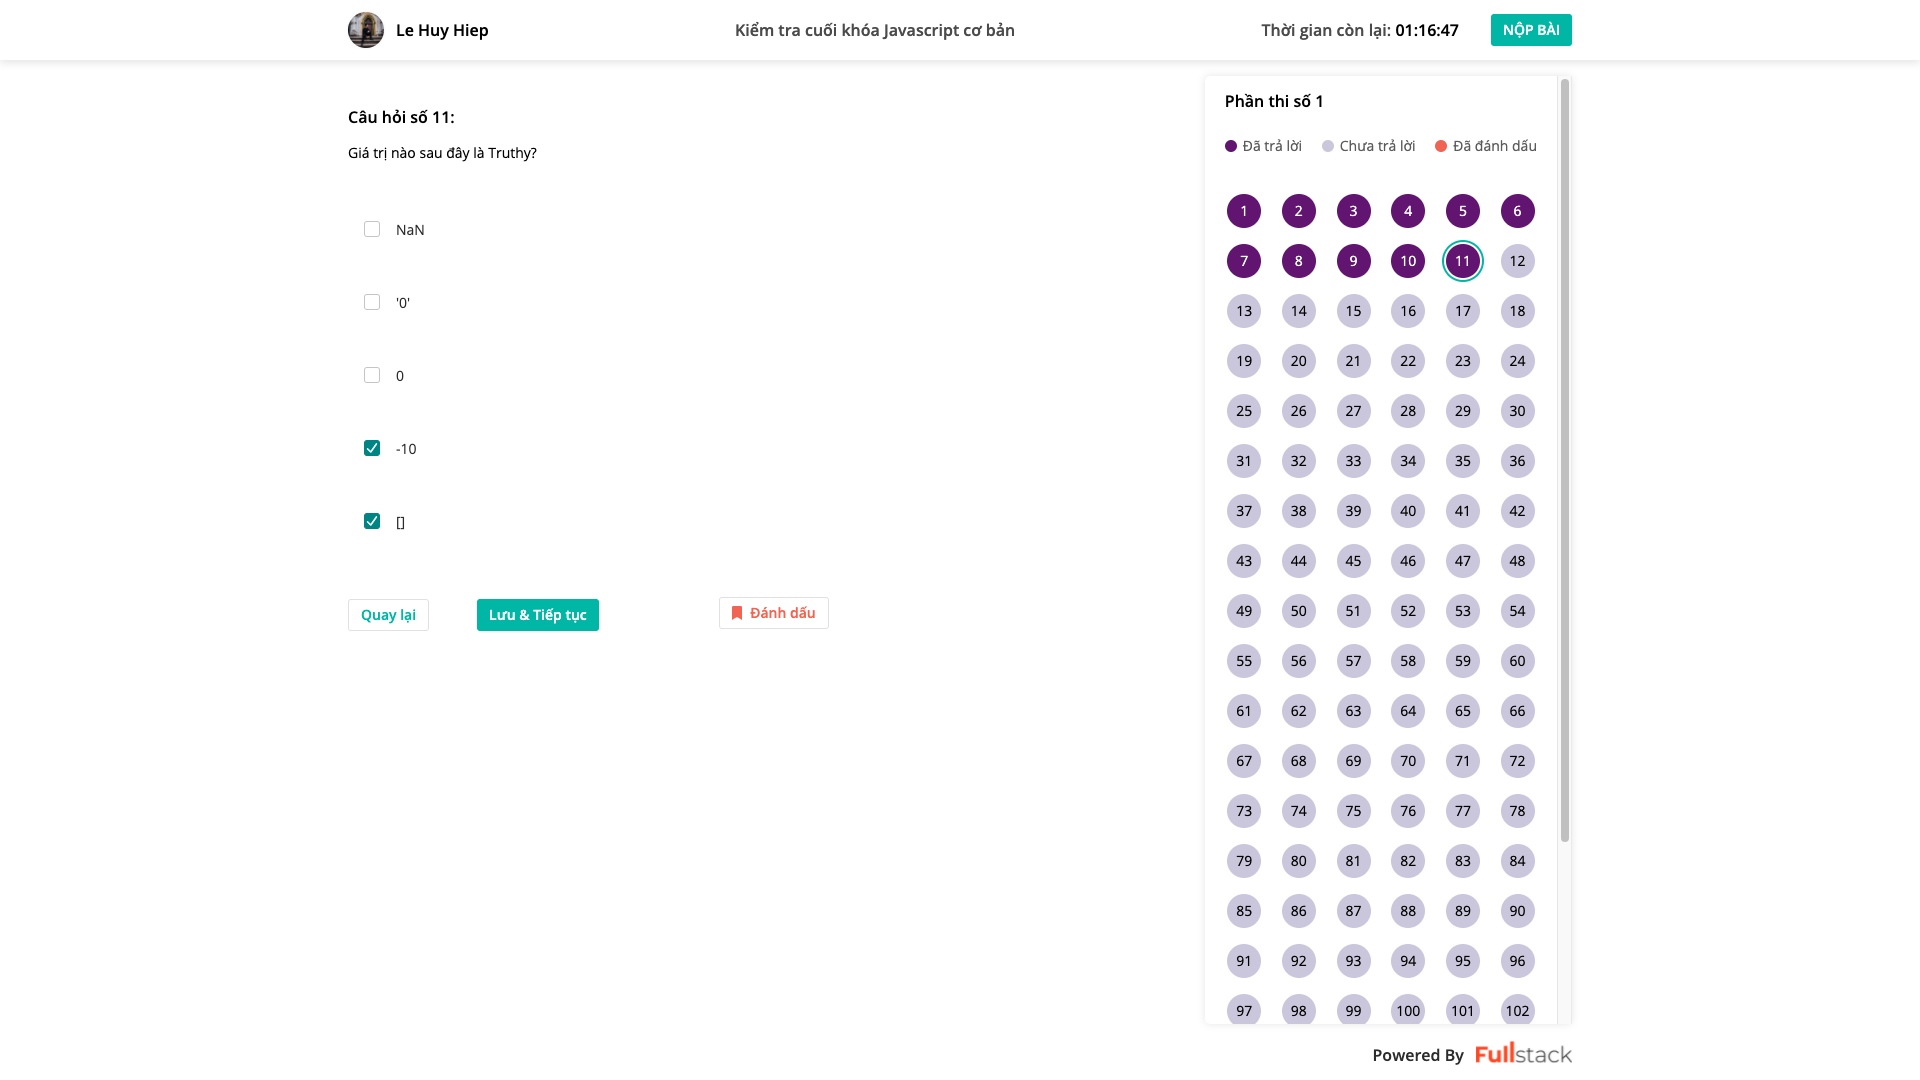 Le Huy Hiep
Kiểm tra cuối khóa Javascript cơ bản
Thời gian còn lại: 01:16:47
NỘP BÀI
Câu hỏi số 11:
Giá trị nào sau đây là Truthy?
NaN
'0'
0
-10
[]
Quay lại
Lưu & Tiếp tục
Đánh dấu
Phần thi số 1
Đã trả lời Chưa trả lời Đã đánh dấu
1 2 3 4 5 6
7 8 9 10 11 12
13 14 15 16 17 18
19 20 21 22 23 24
25 26 27 28 29 30
31 32 33 34 35 36
37 38 39 40 41 42
43 44 45 46 47 48
49 50 51 52 53 54
55 56 57 58 59 60
61 62 63 64 65 66
67 68 69 70 71 72
73 74 75 76 77 78
79 80 81 82 83 84
85 86 87 88 89 90
91 92 93 94 95 96
97 98 99 100 101 102
Powered By Fullstack